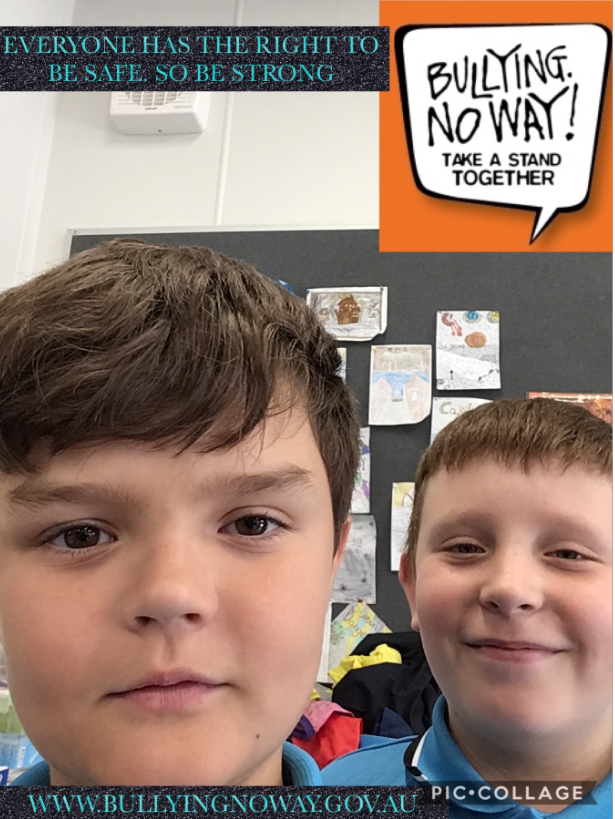 EVERYONE HAS THE RIGHT TO
BE SAFE. SO BE STRONG
BULLYING.
NO WAY!
TAKE A STAND
TOGETHER
WWW.BULLYINGNOWAY.GOV.AU
PIC•COLLAGE